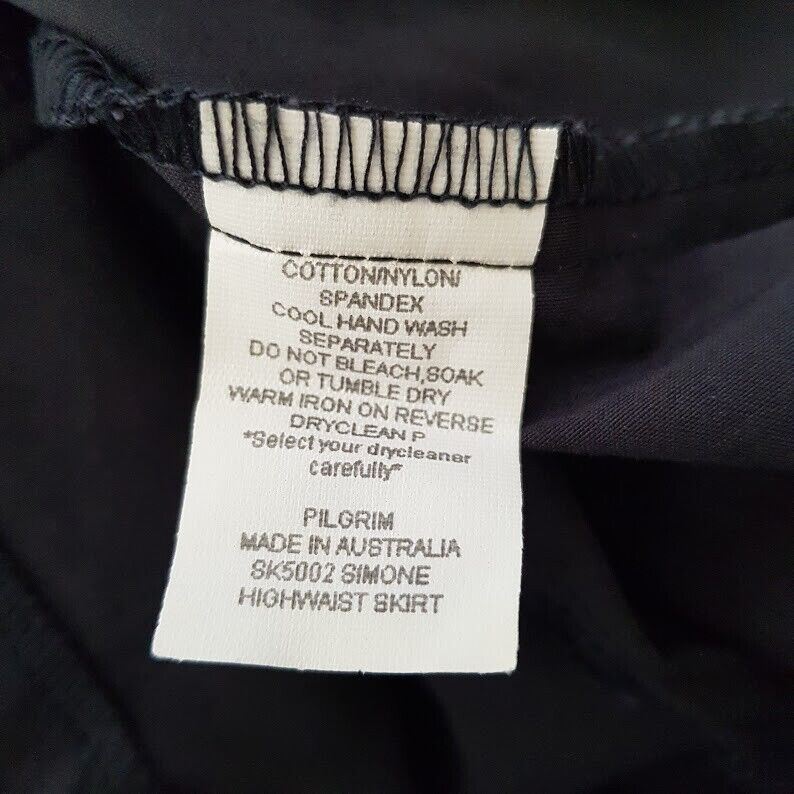 COTTON/NYLON/
SPANDEX
COOL HAND WASH
SEPARATELY
DO NOT BLEACH,SOAK
OR TUMBLE DRY
WARM IRON ON REVERSE
DRYCLEAN P
*Select your drycleaner
carefully*
PILGRIM
MADE IN AUSTRALIA
SK5002 SIMONE
HIGHWAIST SKIRT